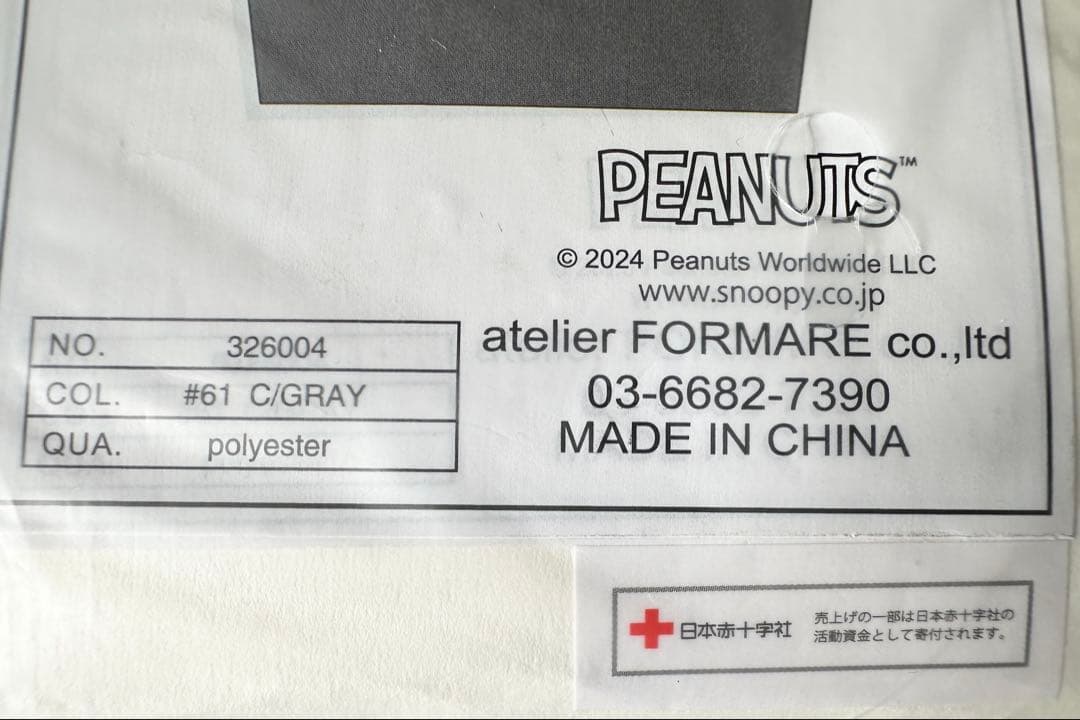 PEANUTS™
© 2024 Peanuts Worldwide LLC
www.snoopy.co.jp
atelier FORMARE co.,ltd
03-6682-7390
MADE IN CHINA
NO. 326004
COL. #61 C/GRAY
QUA. polyester
日本赤十字社
売上げの一部は日本赤十字社の
活動資金として寄付されます。